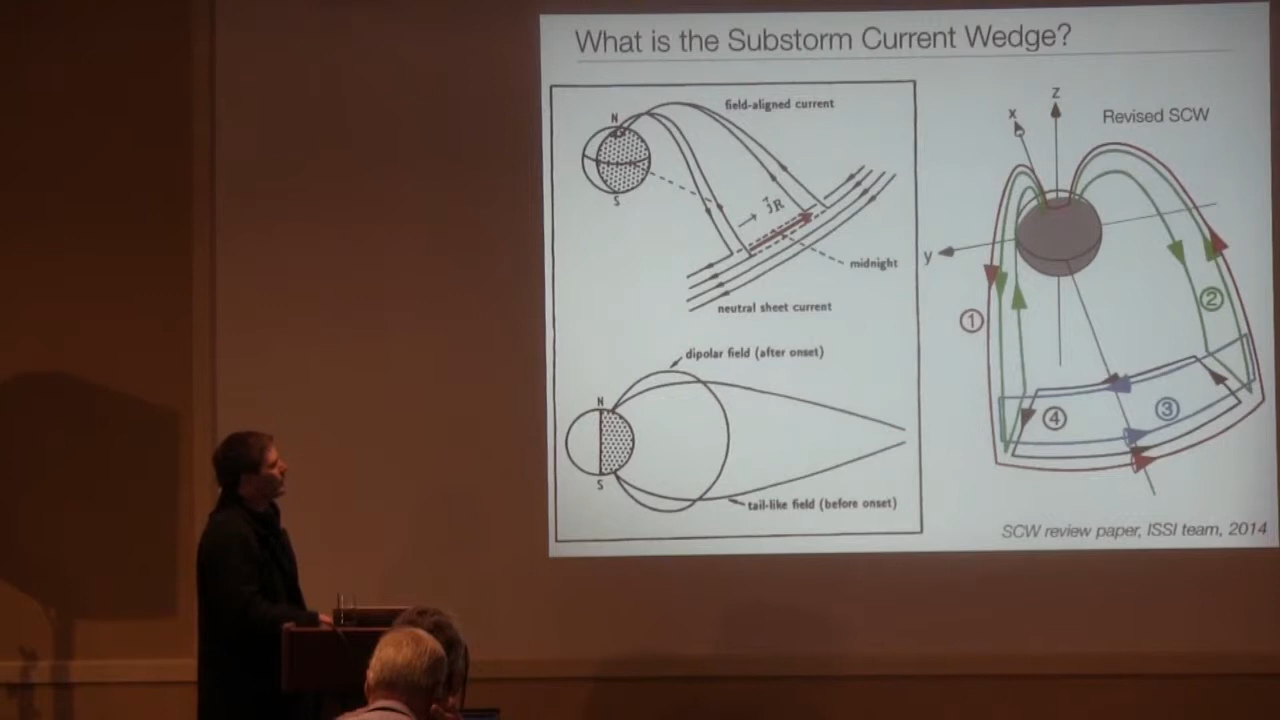 What is the Substorm Current Wedge?
field-aligned current
N
S
j⃗R
midnight
neutral sheet current
dipolar field (after onset)
N
S
tail-like field (before onset)
z
x
Revised SCW
y
①
②
③
④
SCW review paper, ISSI team, 2014